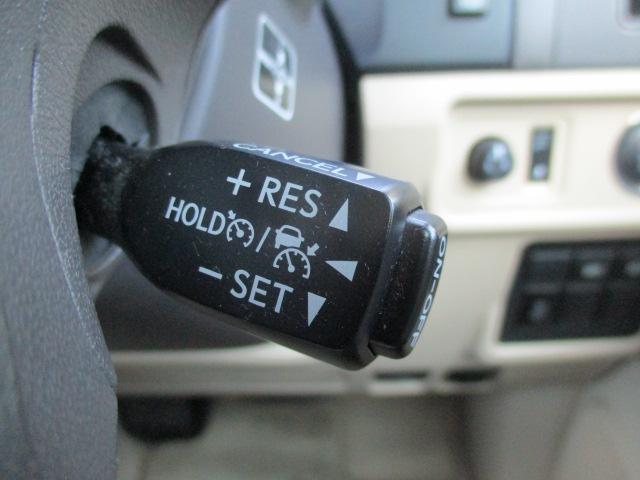 CANCEL
+ RES
HOLD /
− SET
ON-OFF